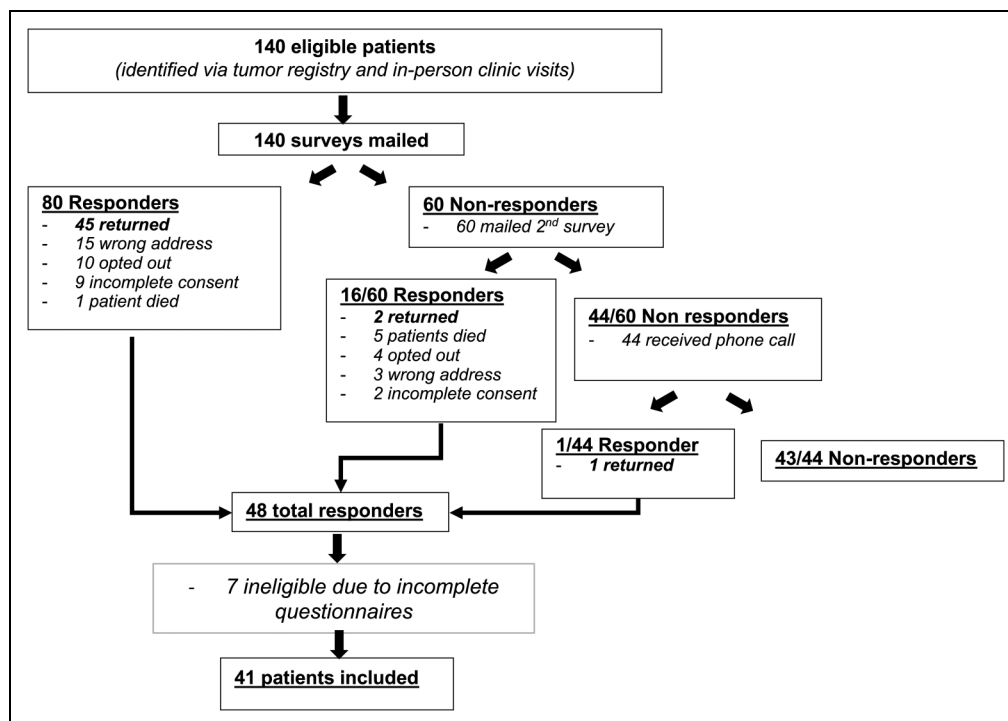 140 eligible patients
(identified via tumor registry and in-person clinic visits)
140 surveys mailed
80 Responders
- 45 returned
- 15 wrong address
- 10 opted out
- 9 incomplete consent
- 1 patient died
60 Non-responders
- 60 mailed 2nd survey
16/60 Responders
- 2 returned
- 5 patients died
- 4 opted out
- 3 wrong address
- 2 incomplete consent
44/60 Non responders
- 44 received phone call
1/44 Responder
- 1 returned
43/44 Non-responders
48 total responders
- 7 ineligible due to incomplete
questionnaires
41 patients included